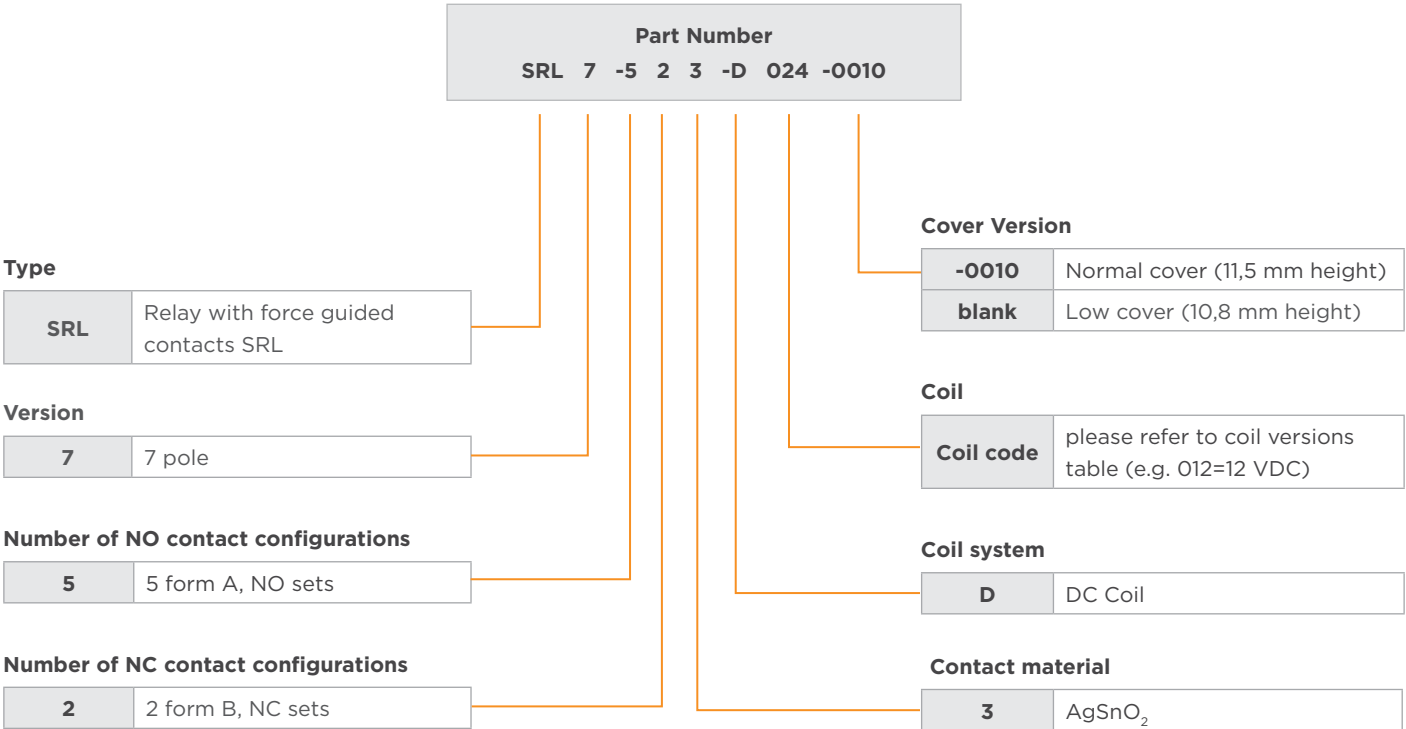 Part Number
SRL 7 -5 2 3 -D 024 -0010
Type
SRL
Relay with force guided
contacts SRL
Version
7
7 pole
Number of NO contact configurations
5
5 form A, NO sets
Number of NC contact configurations
2
2 form B, NC sets
Cover Version
-0010
Normal cover (11,5 mm height)
blank
Low cover (10,8 mm height)
Coil
Coil code
please refer to coil versions
table (e.g. 012=12 VDC)
Coil system
D
DC Coil
Contact material
3
AgSnO₂